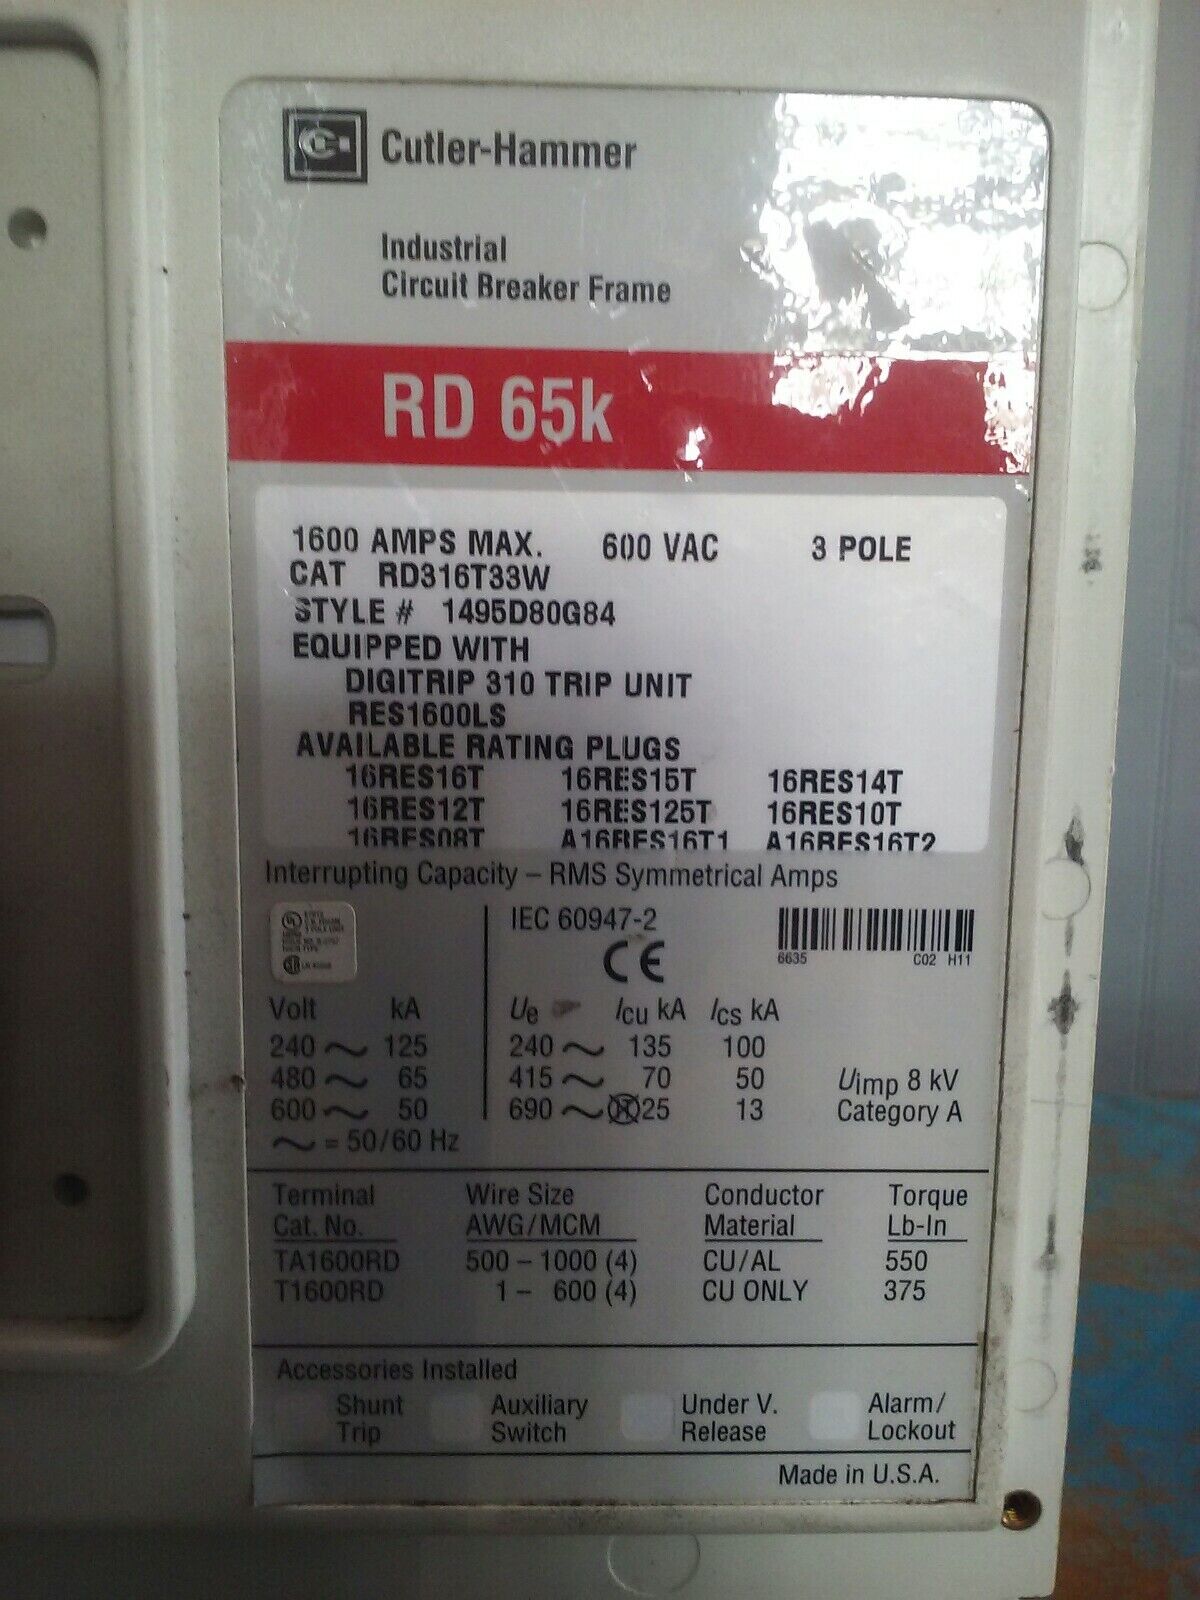 Cutler-Hammer
Industrial
Circuit Breaker Frame
RD 65k
1600 AMPS MAX. 600 VAC 3 POLE
CAT RD316T33W
STYLE # 1495D80G84
EQUIPPED WITH
DIGITRIP 310 TRIP UNIT
RES1600LS
AVAILABLE RATING PLUGS
16RES16T 16RES15T 16RES14T
16RES12T 16RES125T 16RES10T
16RES08T A16RES16T1 A16RES16T2
Interrupting Capacity – RMS Symmetrical Amps
UL
IEC 60947-2
CE
6635 C02 H11
Volt kA Ue Icu kA Ics kA
240 ~ 125 240 ~ 135 100
480 ~ 65 415 ~ 70 50 Uimp 8 kV
600 ~ 50 690 ~ 25 13 Category A
~ = 50/60 Hz
Terminal Wire Size Conductor Torque
Cat. No. AWG/MCM Material Lb-In
TA1600RD 500 – 1000 (4) CU/AL 550
T1600RD 1 – 600 (4) CU ONLY 375
Accessories Installed
Shunt Auxiliary Under V. Alarm/
Trip Switch Release Lockout
Made in U.S.A.